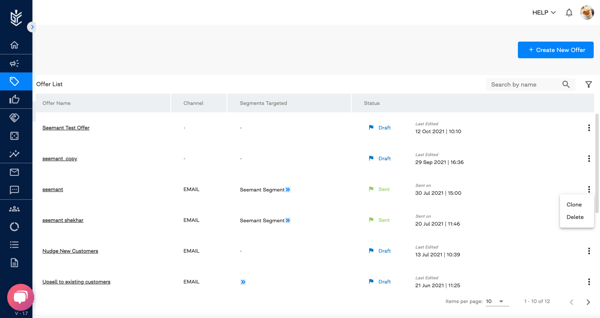 HELP
+ Create New Offer
Offer List
Search by name
Offer Name Channel Segments Targeted Status
Seemant Test Offer - - Draft Last Edited 12 Oct 2021 | 10:10
seemant_copy - - Draft Last Edited 29 Sep 2021 | 16:36
seemant EMAIL Seemant Segment Sent Sent on 30 Jul 2021 | 15:00
Clone
Delete
seemant shekhar EMAIL Seemant Segment Sent Sent on 20 Jul 2021 | 11:46
Nudge New Customers EMAIL - Draft Last Edited 13 Jul 2021 | 10:39
Upsell to existing customers EMAIL Draft Last Edited 21 Jun 2021 | 11:25
Items per page: 10 1 - 10 of 12
V - 1.7